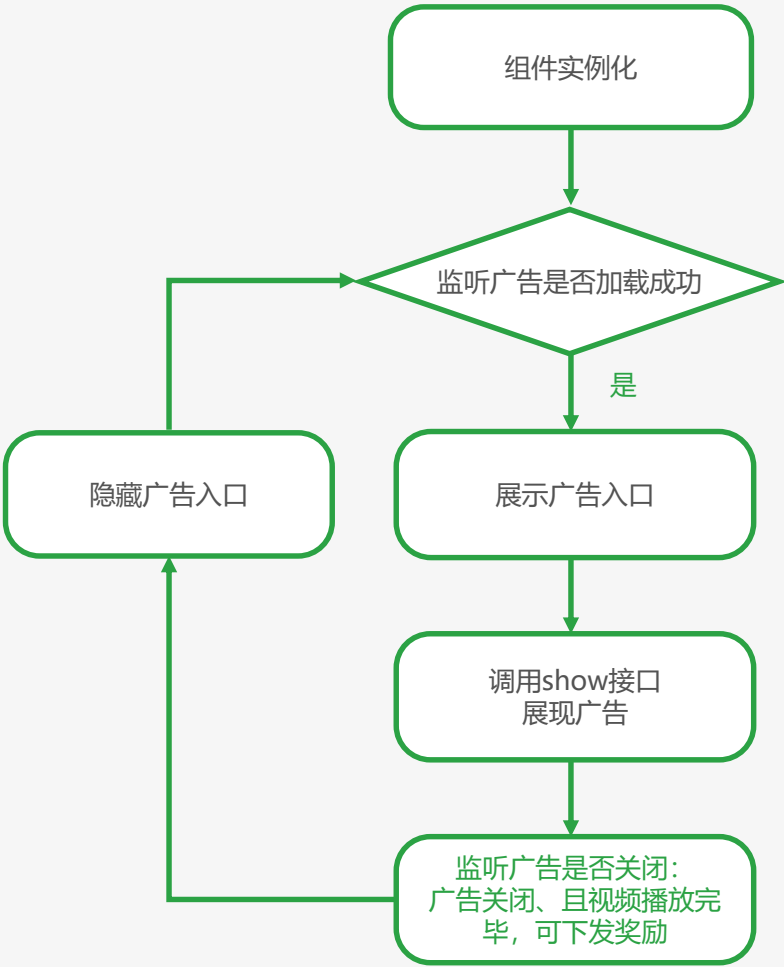 组件实例化
监听广告是否加载成功
是
隐藏广告入口
展示广告入口
调用show接口
展现广告
监听广告是否关闭：
广告关闭、且视频播放完
毕，可下发奖励